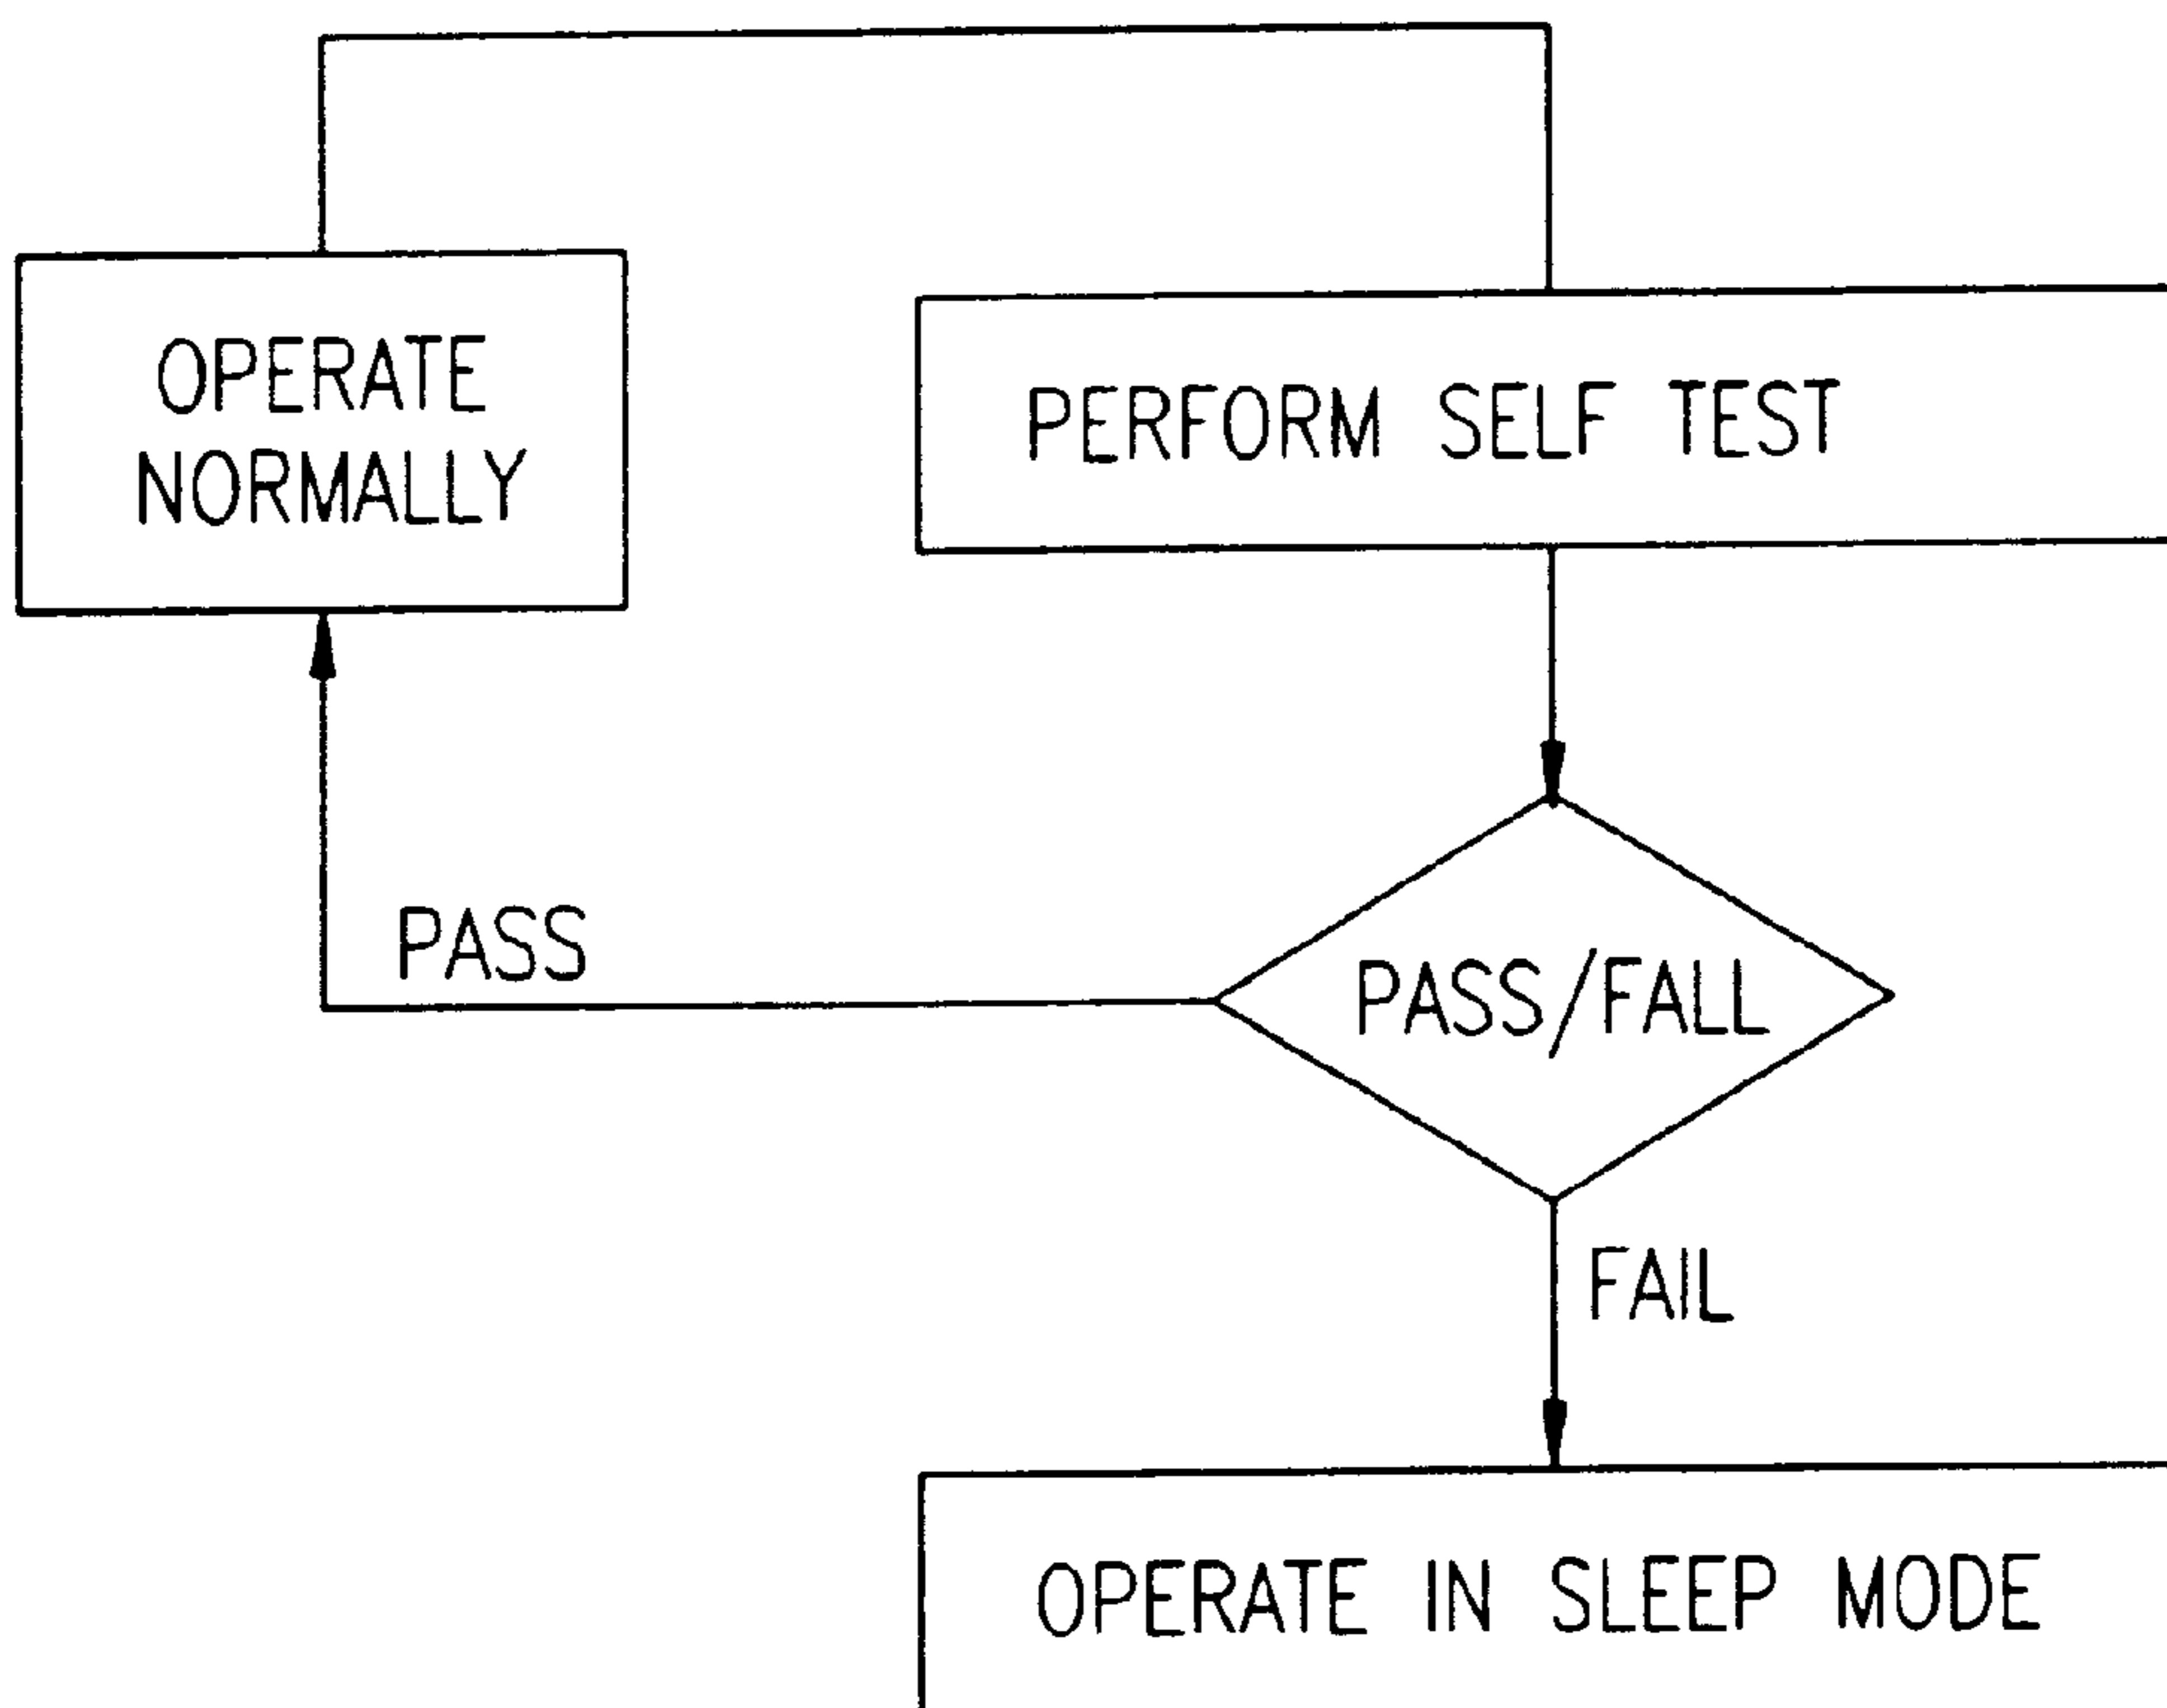 OPERATE
NORMALLY
PERFORM SELF TEST
PASS
PASS/FALL
FAIL
OPERATE IN SLEEP MODE